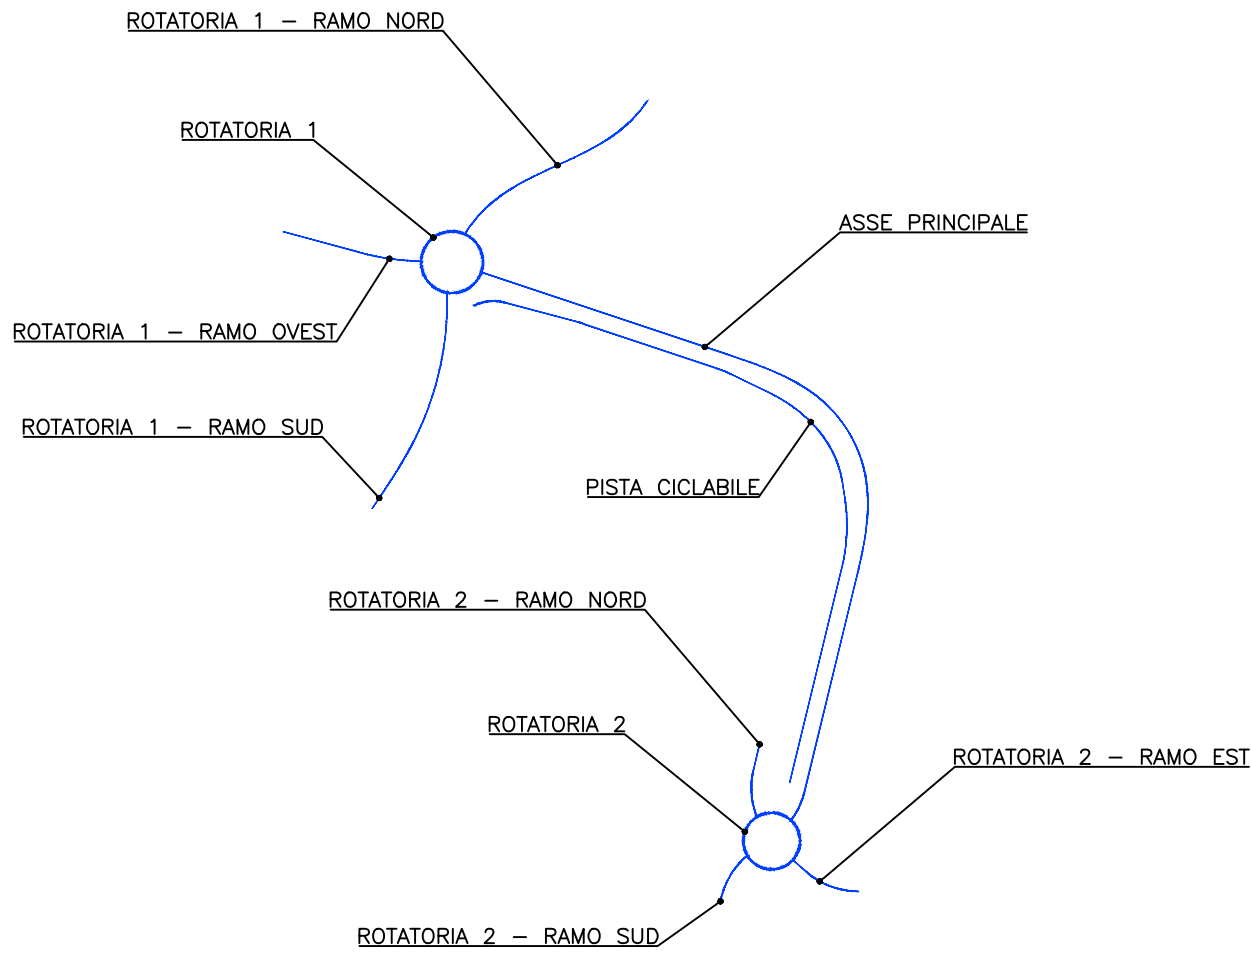 ROTATORIA 1 – RAMO NORD
ROTATORIA 1
ASSE PRINCIPALE
ROTATORIA 1 – RAMO OVEST
ROTATORIA 1 – RAMO SUD
PISTA CICLABILE
ROTATORIA 2 – RAMO NORD
ROTATORIA 2
ROTATORIA 2 – RAMO EST
ROTATORIA 2 – RAMO SUD